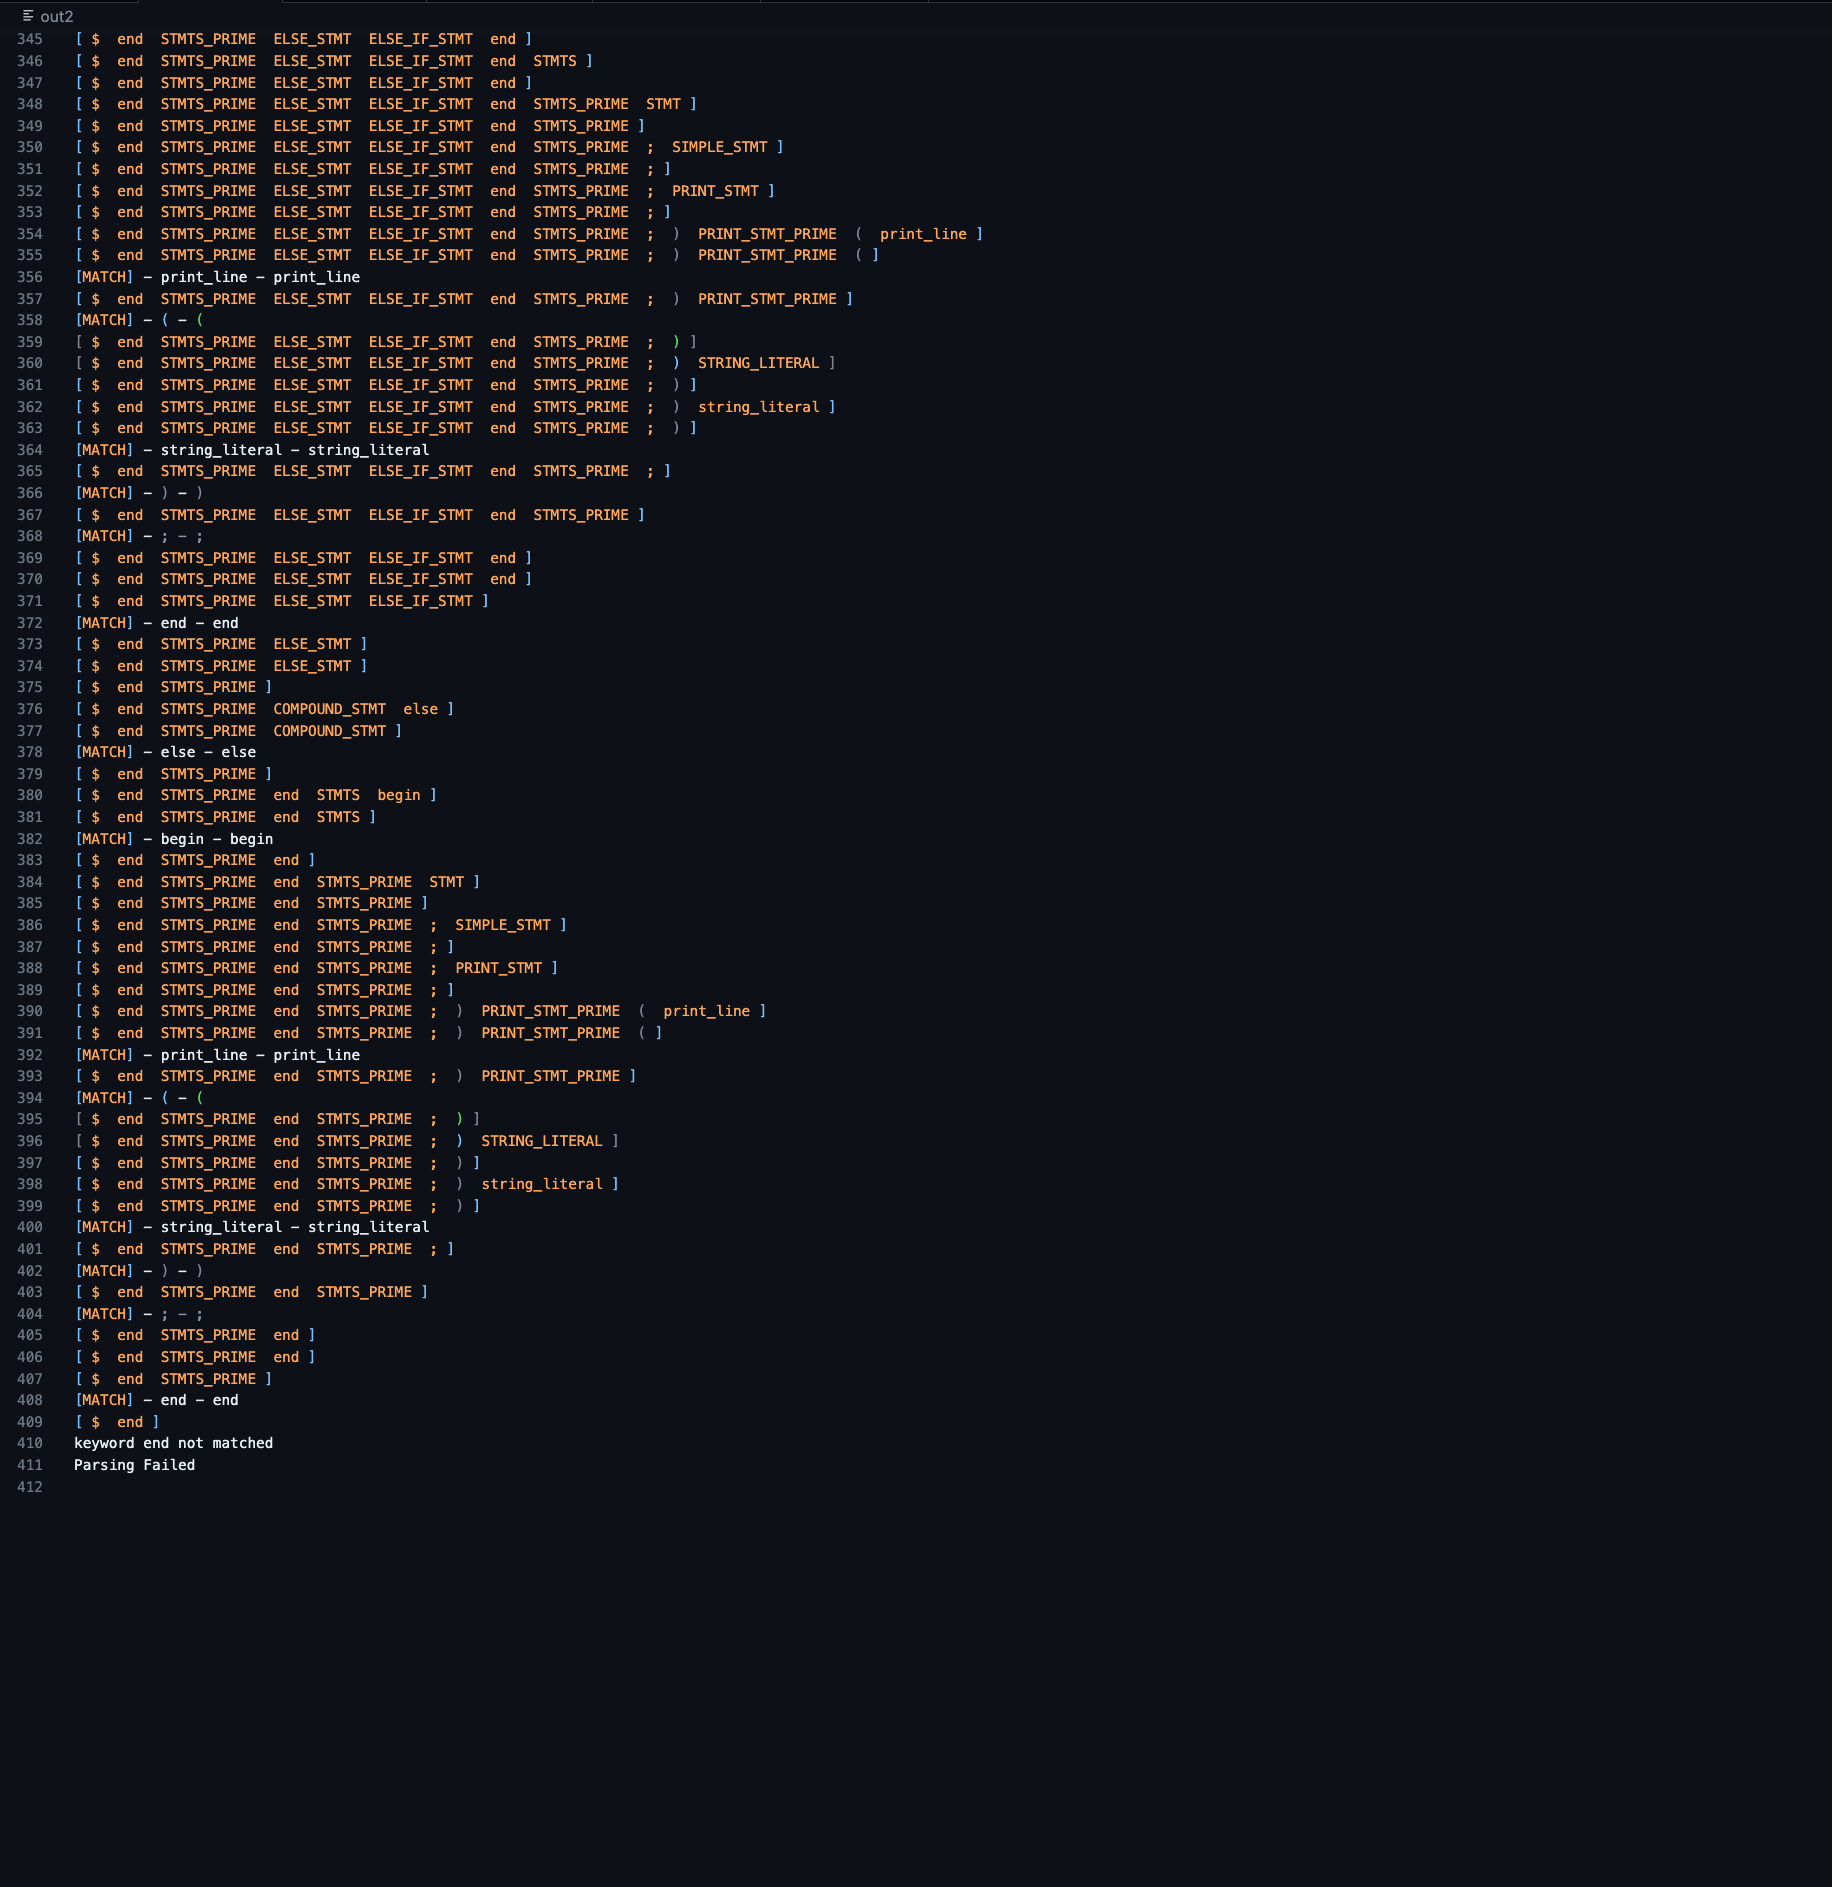 out2
345 [ $ end STMTS_PRIME ELSE_STMT ELSE_IF_STMT end ]
346 [ $ end STMTS_PRIME ELSE_STMT ELSE_IF_STMT end STMTS ]
347 [ $ end STMTS_PRIME ELSE_STMT ELSE_IF_STMT end ]
348 [ $ end STMTS_PRIME ELSE_STMT ELSE_IF_STMT end STMTS_PRIME STMT ]
349 [ $ end STMTS_PRIME ELSE_STMT ELSE_IF_STMT end STMTS_PRIME ]
350 [ $ end STMTS_PRIME ELSE_STMT ELSE_IF_STMT end STMTS_PRIME ; SIMPLE_STMT ]
351 [ $ end STMTS_PRIME ELSE_STMT ELSE_IF_STMT end STMTS_PRIME ; ]
352 [ $ end STMTS_PRIME ELSE_STMT ELSE_IF_STMT end STMTS_PRIME ; PRINT_STMT ]
353 [ $ end STMTS_PRIME ELSE_STMT ELSE_IF_STMT end STMTS_PRIME ; ]
354 [ $ end STMTS_PRIME ELSE_STMT ELSE_IF_STMT end STMTS_PRIME ; ) PRINT_STMT_PRIME ( print_line ]
355 [ $ end STMTS_PRIME ELSE_STMT ELSE_IF_STMT end STMTS_PRIME ; ) PRINT_STMT_PRIME ( ]
356 [MATCH] - print_line - print_line
357 [ $ end STMTS_PRIME ELSE_STMT ELSE_IF_STMT end STMTS_PRIME ; ) PRINT_STMT_PRIME ]
358 [MATCH] - ( - (
359 [ $ end STMTS_PRIME ELSE_STMT ELSE_IF_STMT end STMTS_PRIME ; ) ]
360 [ $ end STMTS_PRIME ELSE_STMT ELSE_IF_STMT end STMTS_PRIME ; ) STRING_LITERAL ]
361 [ $ end STMTS_PRIME ELSE_STMT ELSE_IF_STMT end STMTS_PRIME ; ) ]
362 [ $ end STMTS_PRIME ELSE_STMT ELSE_IF_STMT end STMTS_PRIME ; ) string_literal ]
363 [ $ end STMTS_PRIME ELSE_STMT ELSE_IF_STMT end STMTS_PRIME ; ) ]
364 [MATCH] - string_literal - string_literal
365 [ $ end STMTS_PRIME ELSE_STMT ELSE_IF_STMT end STMTS_PRIME ; ]
366 [MATCH] - ) - )
367 [ $ end STMTS_PRIME ELSE_STMT ELSE_IF_STMT end STMTS_PRIME ]
368 [MATCH] - ; - ;
369 [ $ end STMTS_PRIME ELSE_STMT ELSE_IF_STMT end ]
370 [ $ end STMTS_PRIME ELSE_STMT ELSE_IF_STMT end ]
371 [ $ end STMTS_PRIME ELSE_STMT ELSE_IF_STMT ]
372 [MATCH] - end - end
373 [ $ end STMTS_PRIME ELSE_STMT ]
374 [ $ end STMTS_PRIME ELSE_STMT ]
375 [ $ end STMTS_PRIME ]
376 [ $ end STMTS_PRIME COMPOUND_STMT else ]
377 [ $ end STMTS_PRIME COMPOUND_STMT ]
378 [MATCH] - else - else
379 [ $ end STMTS_PRIME ]
380 [ $ end STMTS_PRIME end STMTS begin ]
381 [ $ end STMTS_PRIME end STMTS ]
382 [MATCH] - begin - begin
383 [ $ end STMTS_PRIME end ]
384 [ $ end STMTS_PRIME end STMTS_PRIME STMT ]
385 [ $ end STMTS_PRIME end STMTS_PRIME ]
386 [ $ end STMTS_PRIME end STMTS_PRIME ; SIMPLE_STMT ]
387 [ $ end STMTS_PRIME end STMTS_PRIME ; ]
388 [ $ end STMTS_PRIME end STMTS_PRIME ; PRINT_STMT ]
389 [ $ end STMTS_PRIME end STMTS_PRIME ; ]
390 [ $ end STMTS_PRIME end STMTS_PRIME ; ) PRINT_STMT_PRIME ( print_line ]
391 [ $ end STMTS_PRIME end STMTS_PRIME ; ) PRINT_STMT_PRIME ( ]
392 [MATCH] - print_line - print_line
393 [ $ end STMTS_PRIME end STMTS_PRIME ; ) PRINT_STMT_PRIME ]
394 [MATCH] - ( - (
395 [ $ end STMTS_PRIME end STMTS_PRIME ; ) ]
396 [ $ end STMTS_PRIME end STMTS_PRIME ; ) STRING_LITERAL ]
397 [ $ end STMTS_PRIME end STMTS_PRIME ; ) ]
398 [ $ end STMTS_PRIME end STMTS_PRIME ; ) string_literal ]
399 [ $ end STMTS_PRIME end STMTS_PRIME ; ) ]
400 [MATCH] - string_literal - string_literal
401 [ $ end STMTS_PRIME end STMTS_PRIME ; ]
402 [MATCH] - ) - )
403 [ $ end STMTS_PRIME end STMTS_PRIME ]
404 [MATCH] - ; - ;
405 [ $ end STMTS_PRIME end ]
406 [ $ end STMTS_PRIME end ]
407 [ $ end STMTS_PRIME ]
408 [MATCH] - end - end
409 [ $ end ]
410 keyword end not matched
411 Parsing Failed
412